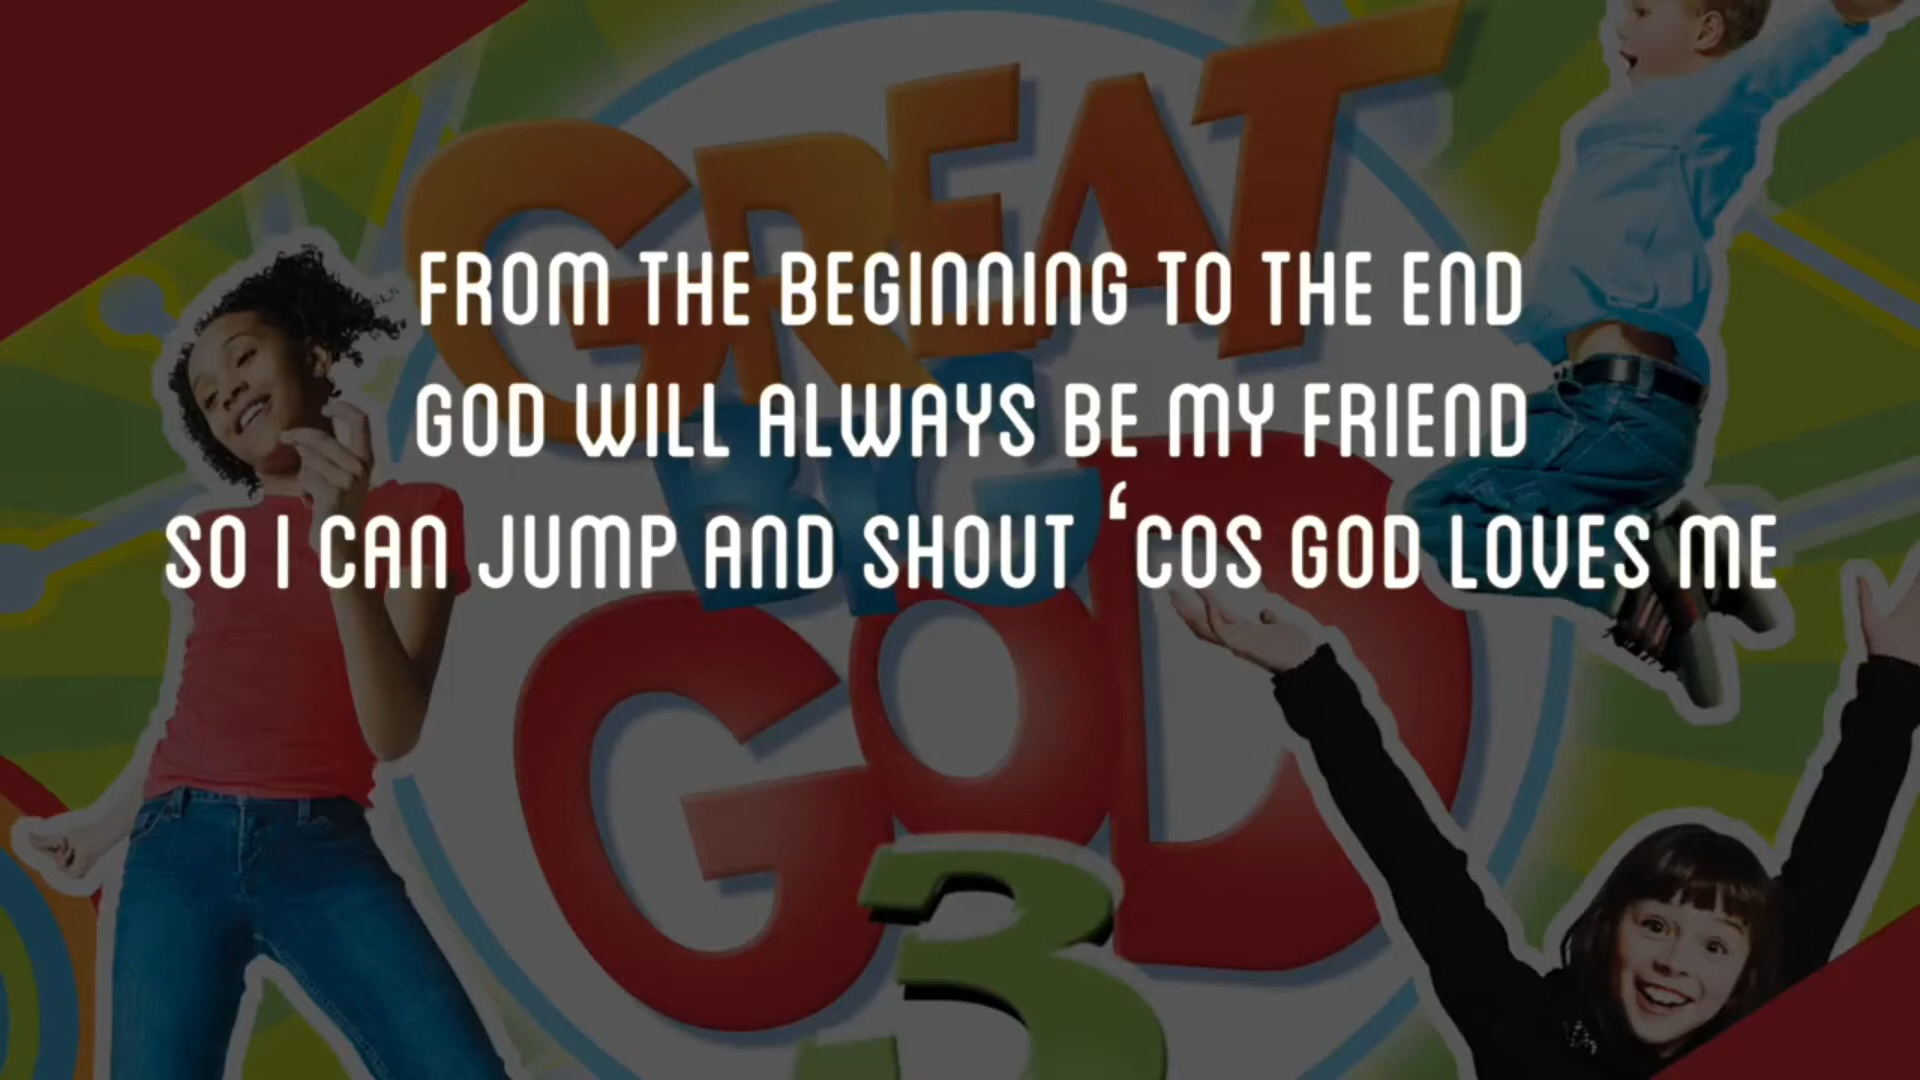 GREAT
BIG
GOD
3
FROM THE BEGINNING TO THE END
GOD WILL ALWAYS BE MY FRIEND
SO I CAN JUMP AND SHOUT ‘COS GOD LOVES ME